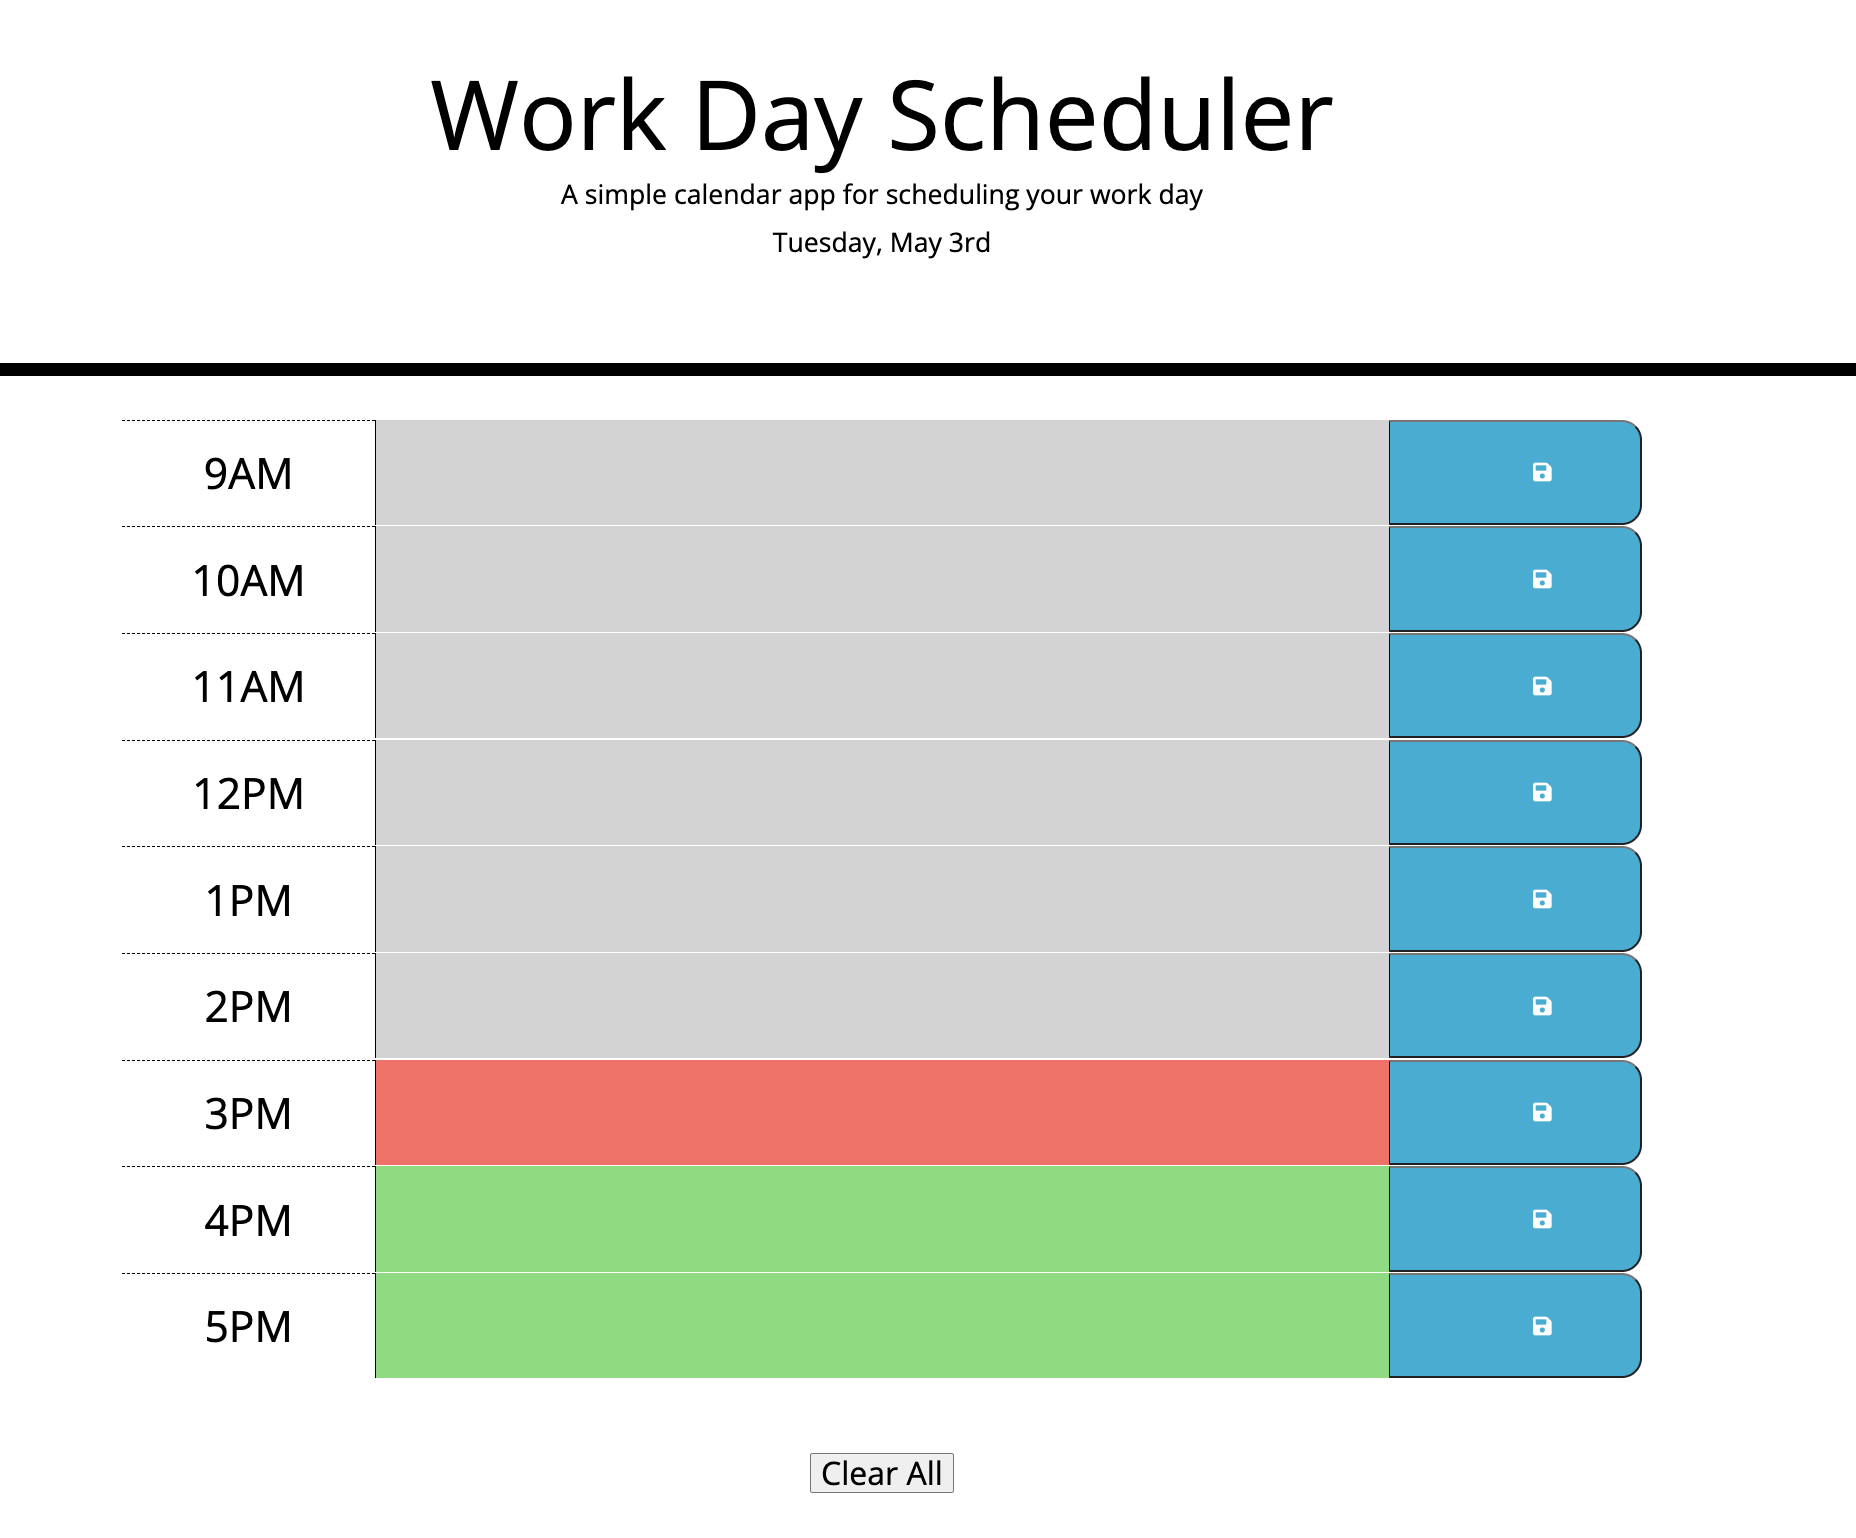 Work Day Scheduler
A simple calendar app for scheduling your work day
Tuesday, May 3rd
9AM
10AM
11AM
12PM
1PM
2PM
3PM
4PM
5PM
Clear All